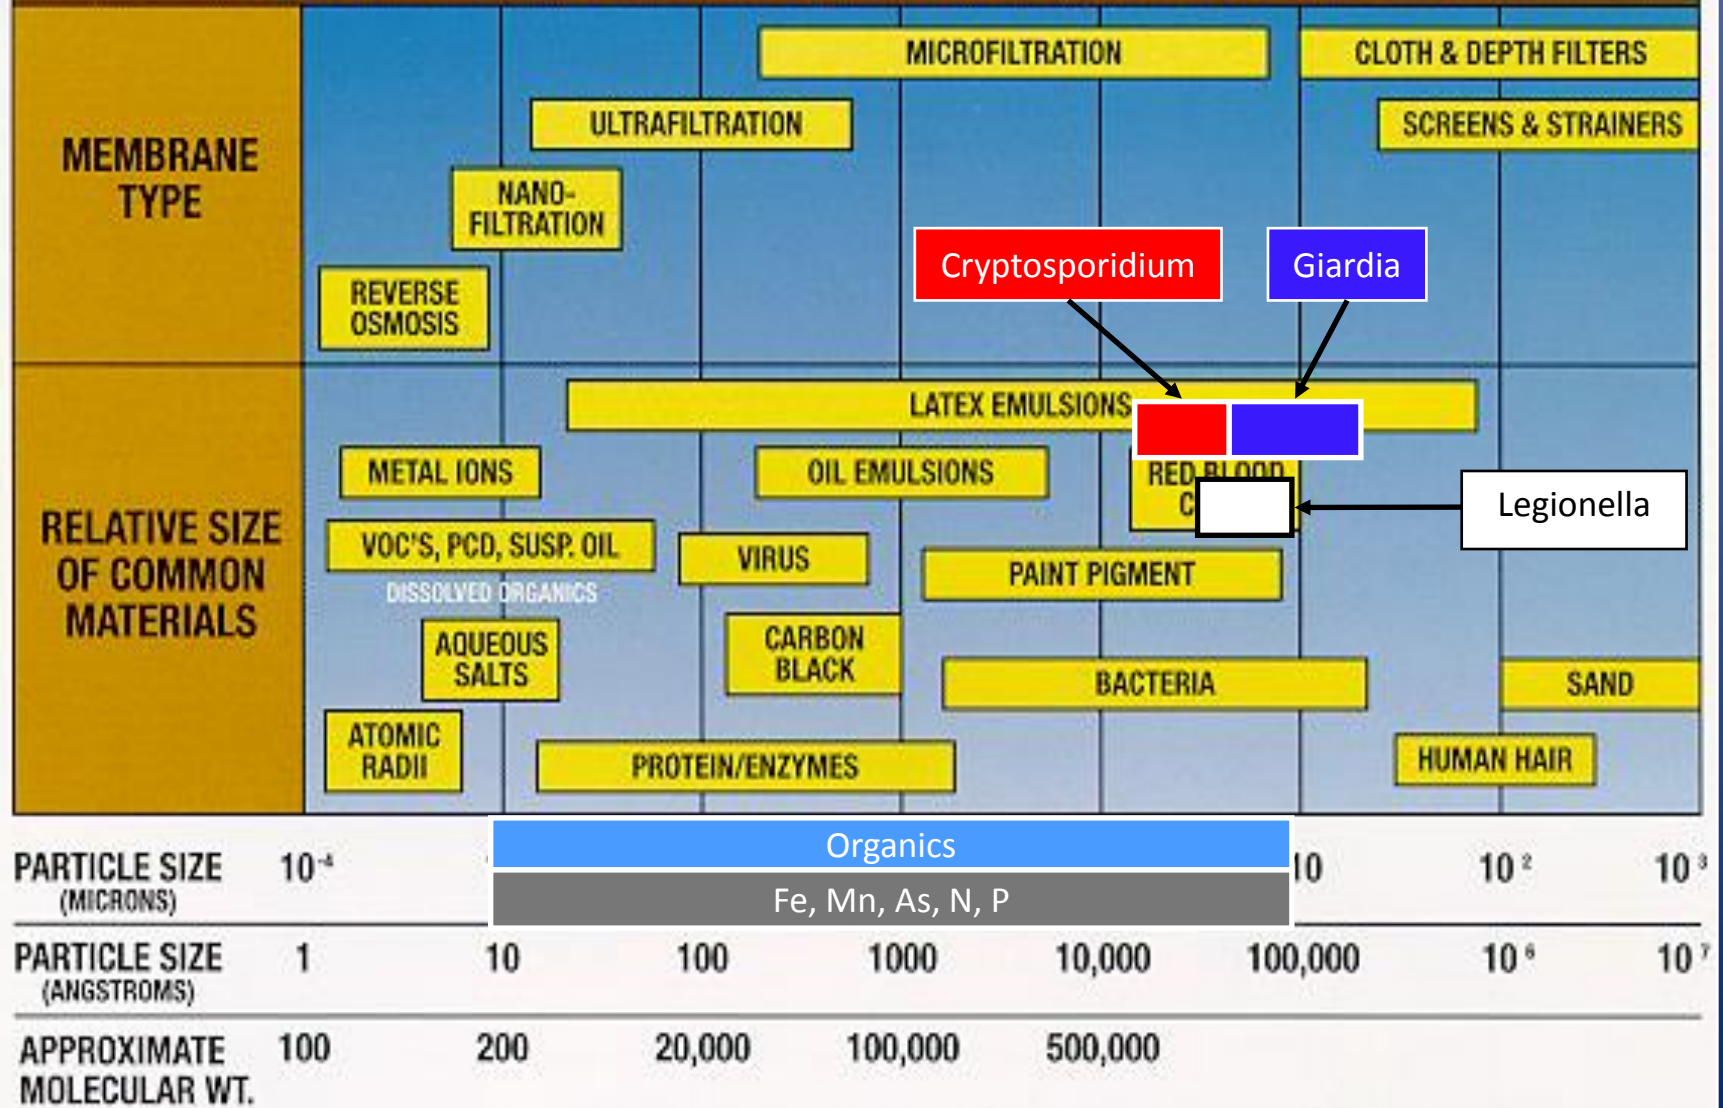 MEMBRANE
TYPE
MICROFILTRATION
CLOTH & DEPTH FILTERS
ULTRAFILTRATION
SCREENS & STRAINERS
NANO-
FILTRATION
REVERSE
OSMOSIS
Cryptosporidium
Giardia
RELATIVE SIZE
OF COMMON
MATERIALS
LATEX EMULSIONS
METAL IONS
OIL EMULSIONS
RED BLOOD
Legionella
VOC'S, PCD, SUSP. OIL
DISSOLVED ORGANICS
VIRUS
PAINT PIGMENT
AQUEOUS
SALTS
CARBON
BLACK
BACTERIA
SAND
ATOMIC
RADII
PROTEIN/ENZYMES
HUMAN HAIR
Organics
PARTICLE SIZE 10⁻⁴ 10 10² 10³
(MICRONS)
Fe, Mn, As, N, P
PARTICLE SIZE 1 10 100 1000 10,000 100,000 10⁶ 10⁷
(ANGSTROMS)
APPROXIMATE 100 200 20,000 100,000 500,000
MOLECULAR WT.